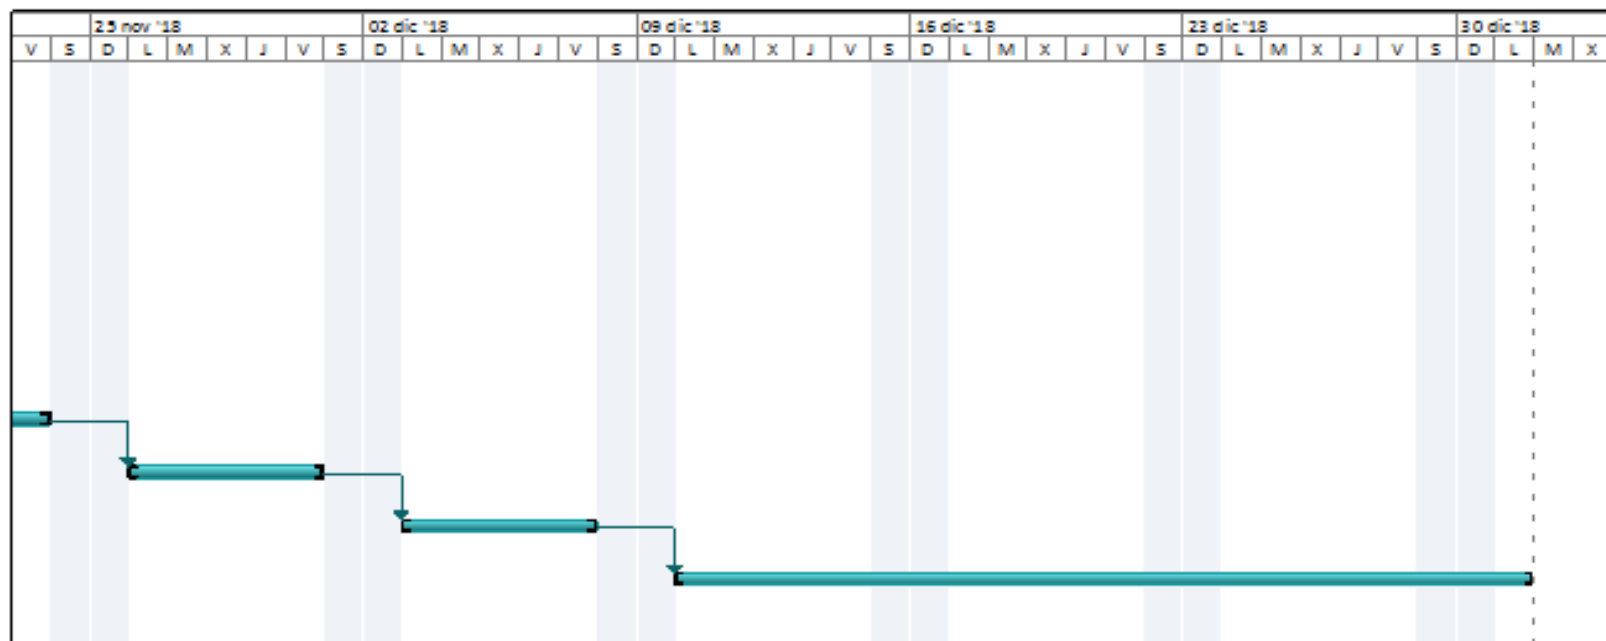 25 nov '18 02 dic '18 09 dic '18 16 dic '18 23 dic '18 30 dic '18
V S D L M X J V S D L M X J V S D L M X J V S D L M X J V S D L M X J V S D L M X